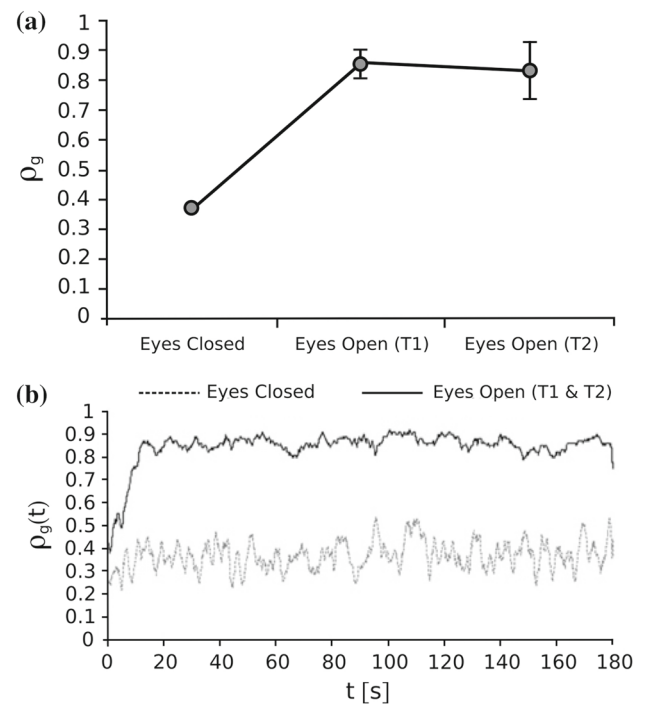 (a)
1
0.9
0.8
0.7
0.6
0.5
0.4
0.3
0.2
0.1
0
ρg
Eyes Closed Eyes Open (T1) Eyes Open (T2)
(b)
Eyes Closed Eyes Open (T1 & T2)
1
0.9
0.8
0.7
0.6
0.5
0.4
0.3
0.2
0.1
0
ρg(t)
0 20 40 60 80 100 120 140 160 180
t [s]